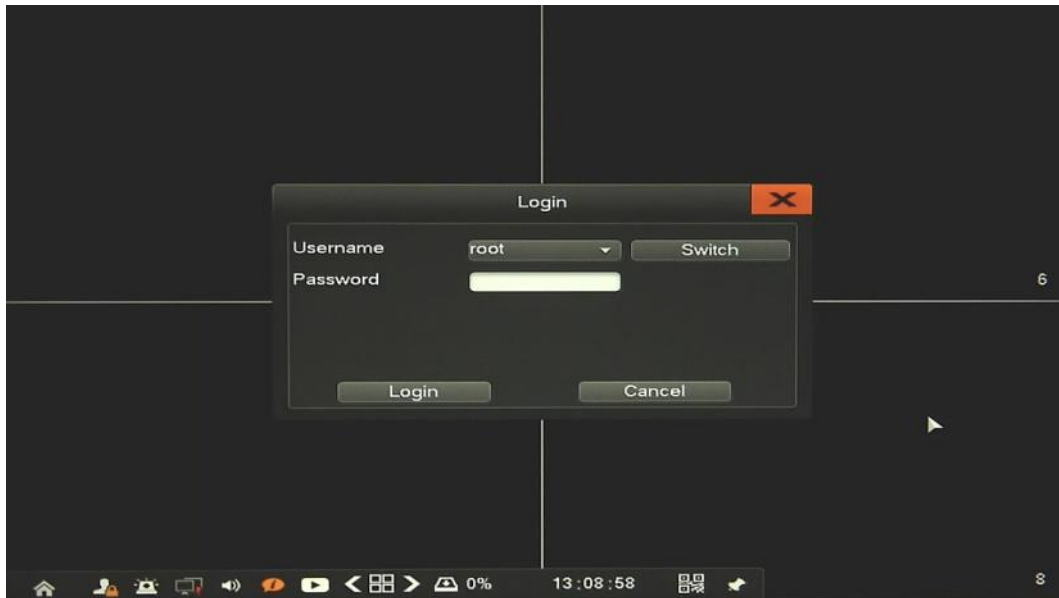 Login
Username root Switch
Password
6
Login Cancel
0% 13:08:58
8